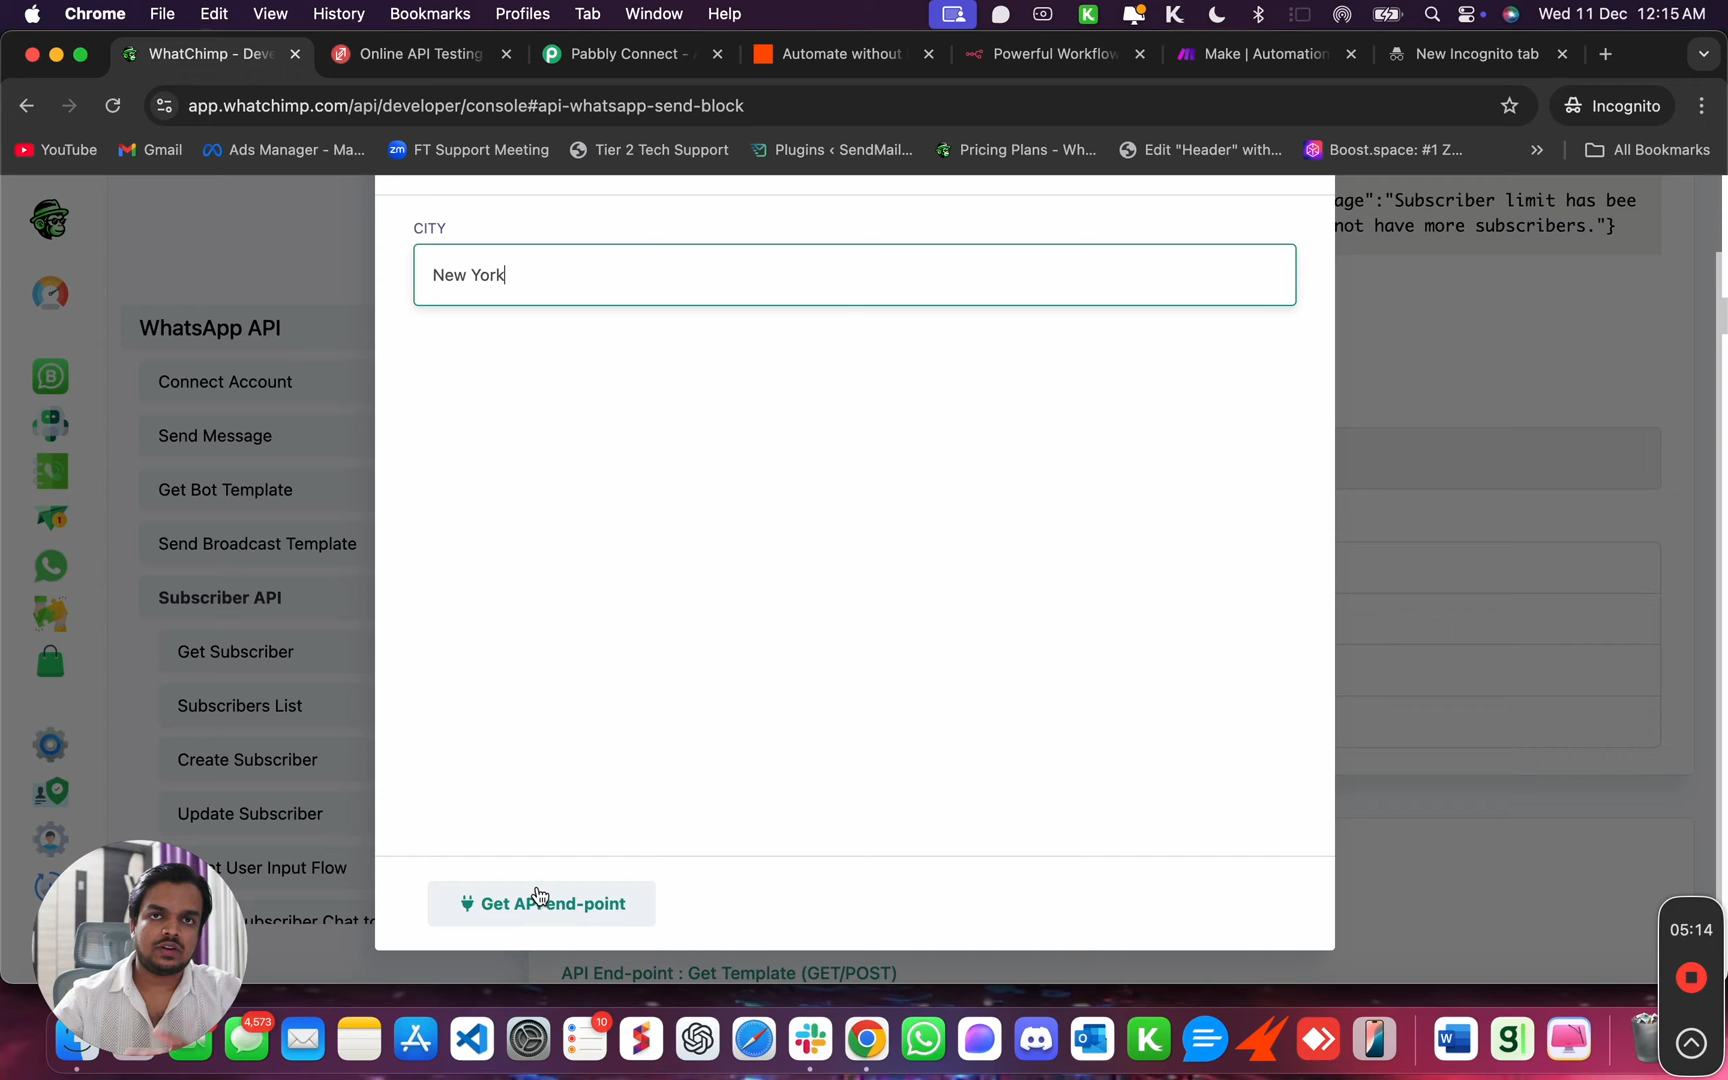 Chrome File Edit View History Bookmarks Profiles Tab Window Help Wed 11 Dec 12:15 AM
WhatChimp - Deve Online API Testing Pabbly Connect - A Automate without Powerful Workflow Make | Automation New Incognito tab
app.whatchimp.com/api/developer/console#api-whatsapp-send-block Incognito
YouTube Gmail Ads Manager - Ma... FT Support Meeting Tier 2 Tech Support Plugins ‹ SendMail... Pricing Plans - Wh... Edit "Header" with... Boost.space: #1 Z... » All Bookmarks
age":"Subscriber limit has bee
not have more subscribers."}
CITY
New York
WhatsApp API
Connect Account
Send Message
Get Bot Template
Send Broadcast Template
Subscriber API
Get Subscriber
Subscribers List
Create Subscriber
Update Subscriber
User Input Flow
bscriber Chat to
1
Get API end-point
API End-point : Get Template (GET/POST)
05:14
4,573
10